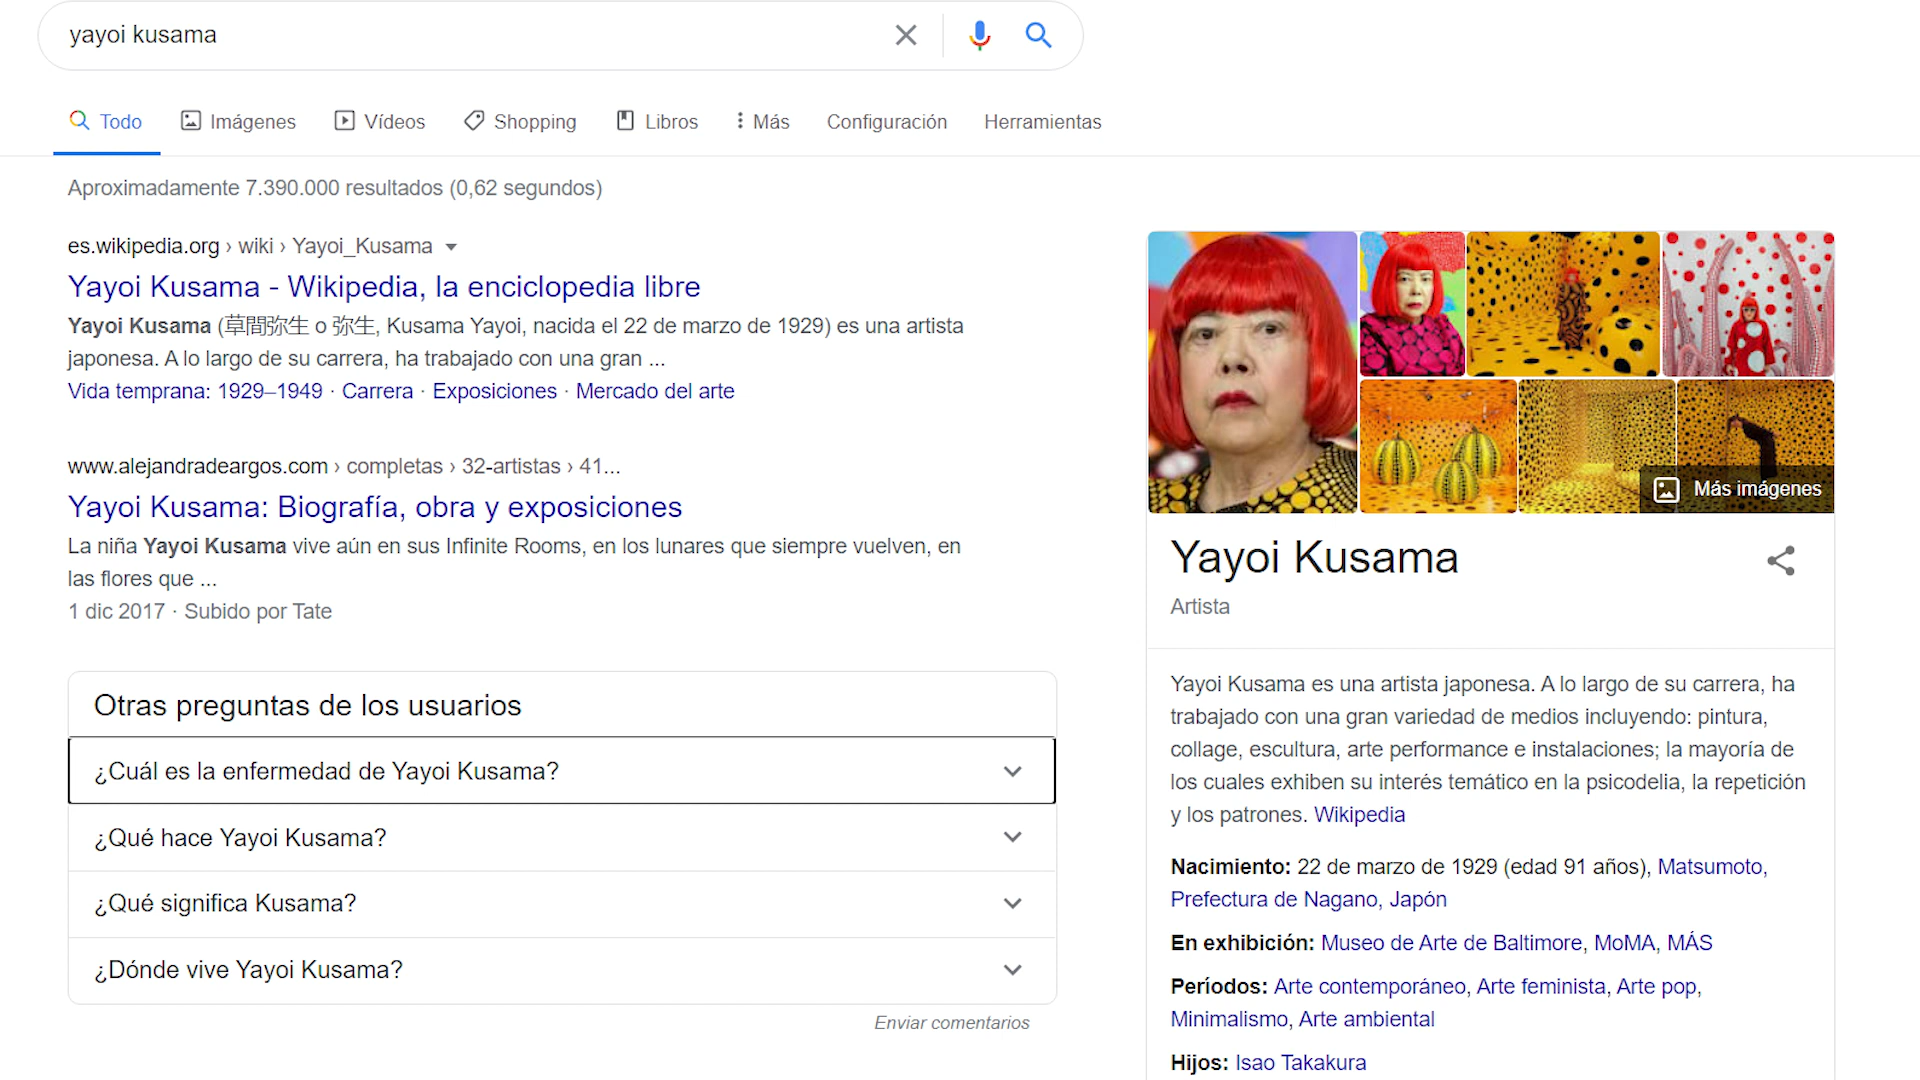 yayoi kusama
Todo Imágenes Vídeos Shopping Libros Más Configuración Herramientas
Aproximadamente 7.390.000 resultados (0,62 segundos)
es.wikipedia.org › wiki › Yayoi_Kusama
Yayoi Kusama - Wikipedia, la enciclopedia libre
Yayoi Kusama (草間弥生 o 弥生, Kusama Yayoi, nacida el 22 de marzo de 1929) es una artista
japonesa. A lo largo de su carrera, ha trabajado con una gran ...
Vida temprana: 1929–1949 · Carrera · Exposiciones · Mercado del arte
www.alejandradeargos.com › completas › 32-artistas › 41...
Yayoi Kusama: Biografía, obra y exposiciones
La niña Yayoi Kusama vive aún en sus Infinite Rooms, en los lunares que siempre vuelven, en
las flores que ...
1 dic 2017 · Subido por Tate
Otras preguntas de los usuarios
¿Cuál es la enfermedad de Yayoi Kusama?
¿Qué hace Yayoi Kusama?
¿Qué significa Kusama?
¿Dónde vive Yayoi Kusama?
Enviar comentarios
Más imágenes
Yayoi Kusama
Artista
Yayoi Kusama es una artista japonesa. A lo largo de su carrera, ha
trabajado con una gran variedad de medios incluyendo: pintura,
collage, escultura, arte performance e instalaciones; la mayoría de
los cuales exhiben su interés temático en la psicodelia, la repetición
y los patrones. Wikipedia
Nacimiento: 22 de marzo de 1929 (edad 91 años), Matsumoto,
Prefectura de Nagano, Japón
En exhibición: Museo de Arte de Baltimore, MoMA, MÁS
Períodos: Arte contemporáneo, Arte feminista, Arte pop,
Minimalismo, Arte ambiental
Hijos: Isao Takakura